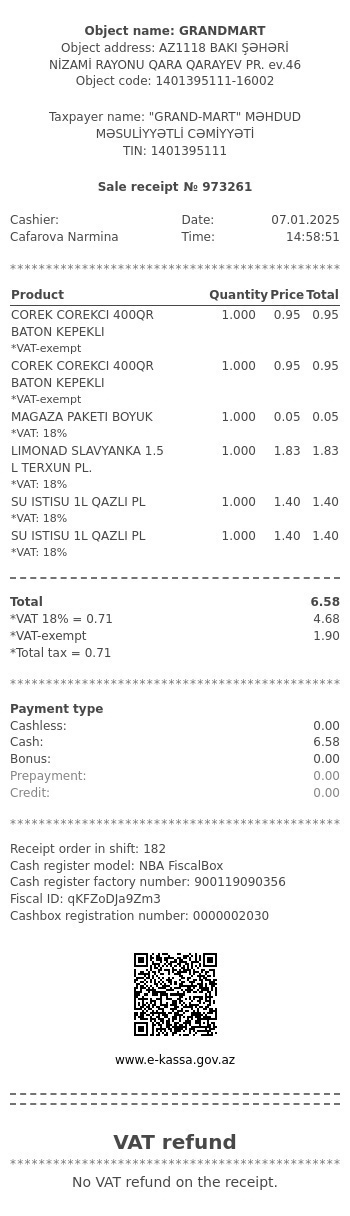 Object name: GRANDMART
Object address: AZ1118 BAKI ŞƏHƏRİ
NİZAMİ RAYONU QARA QARAYEV PR. ev.46
Object code: 1401395111-16002
Taxpayer name: "GRAND-MART" MƏHDUD
MƏSULİYYƏTLİ CƏMİYYƏTİ
TIN: 1401395111
Sale receipt № 973261
Cashier: Date: 07.01.2025
Cafarova Narmina Time: 14:58:51
**********************************************
Product Quantity Price Total
COREK COREKCI 400QR 1.000 0.95 0.95
BATON KEPEKLI
*VAT-exempt
COREK COREKCI 400QR 1.000 0.95 0.95
BATON KEPEKLI
*VAT-exempt
MAGAZA PAKETI BOYUK 1.000 0.05 0.05
*VAT: 18%
LIMONAD SLAVYANKA 1.5 1.000 1.83 1.83
L TERXUN PL.
*VAT: 18%
SU ISTISU 1L QAZLI PL 1.000 1.40 1.40
*VAT: 18%
SU ISTISU 1L QAZLI PL 1.000 1.40 1.40
*VAT: 18%
Total 6.58
*VAT 18% = 0.71 4.68
*VAT-exempt 1.90
*Total tax = 0.71
**********************************************
Payment type
Cashless: 0.00
Cash: 6.58
Bonus: 0.00
Prepayment: 0.00
Credit: 0.00
**********************************************
Receipt order in shift: 182
Cash register model: NBA FiscalBox
Cash register factory number: 900119090356
Fiscal ID: qKFZoDJa9Zm3
Cashbox registration number: 0000002030
www.e-kassa.gov.az
VAT refund
**********************************************
No VAT refund on the receipt.